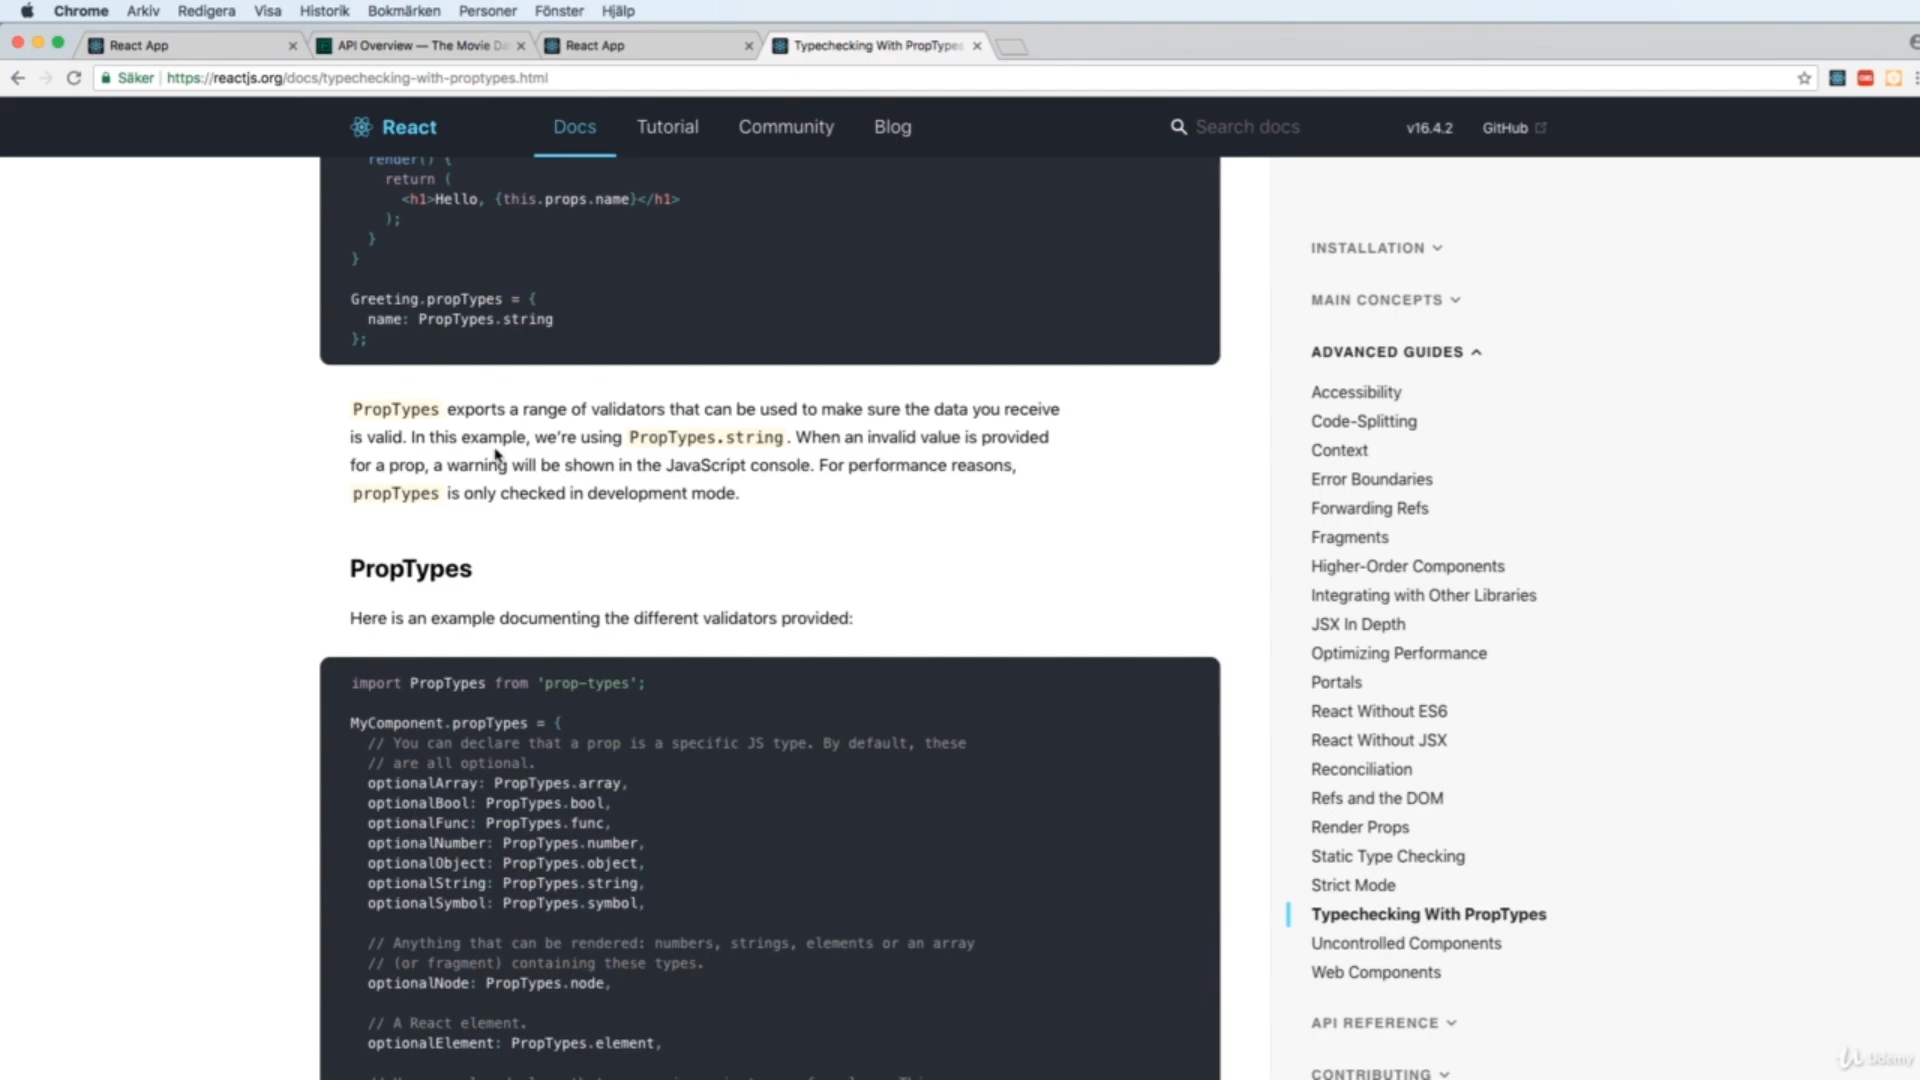 Chrome Arkiv Redigera Visa Historik Bokmärken Personer Fönster Hjälp
React App
API Overview — The Movie Da
React App
Typechecking With PropTypes
Säker https://reactjs.org/docs/typechecking-with-proptypes.html
React Docs Tutorial Community Blog Search docs v16.4.2 GitHub
render() {
return (
<h1>Hello, {this.props.name}</h1>
);
}
}
Greeting.propTypes = {
name: PropTypes.string
};
PropTypes exports a range of validators that can be used to make sure the data you receive
is valid. In this example, we're using PropTypes.string. When an invalid value is provided
for a prop, a warning will be shown in the JavaScript console. For performance reasons,
propTypes is only checked in development mode.
PropTypes
Here is an example documenting the different validators provided:
import PropTypes from 'prop-types';
MyComponent.propTypes = {
// You can declare that a prop is a specific JS type. By default, these
// are all optional.
optionalArray: PropTypes.array,
optionalBool: PropTypes.bool,
optionalFunc: PropTypes.func,
optionalNumber: PropTypes.number,
optionalObject: PropTypes.object,
optionalString: PropTypes.string,
optionalSymbol: PropTypes.symbol,
// Anything that can be rendered: numbers, strings, elements or an array
// (or fragment) containing these types.
optionalNode: PropTypes.node,
// A React element.
optionalElement: PropTypes.element,
INSTALLATION
MAIN CONCEPTS
ADVANCED GUIDES
Accessibility
Code-Splitting
Context
Error Boundaries
Forwarding Refs
Fragments
Higher-Order Components
Integrating with Other Libraries
JSX In Depth
Optimizing Performance
Portals
React Without ES6
React Without JSX
Reconciliation
Refs and the DOM
Render Props
Static Type Checking
Strict Mode
Typechecking With PropTypes
Uncontrolled Components
Web Components
API REFERENCE
CONTRIBUTING
Udemy